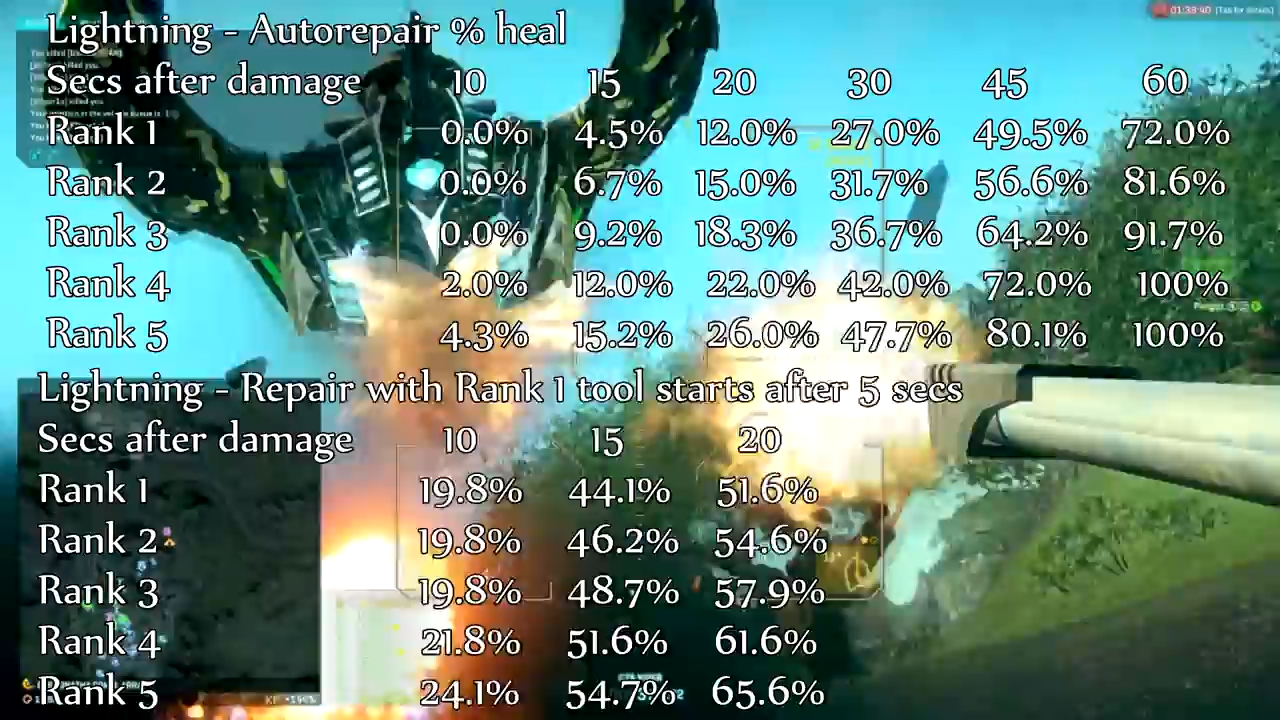 01:38:40 [Tab for details]
Lightning - Autorepair % heal
Secs after damage 10 15 20 30 45 60
Rank 1 0.0% 4.5% 12.0% 27.0% 49.5% 72.0%
Rank 2 0.0% 6.7% 15.0% 31.7% 56.6% 81.6%
Rank 3 0.0% 9.2% 18.3% 36.7% 64.2% 91.7%
Rank 4 2.0% 12.0% 22.0% 42.0% 72.0% 100%
Rank 5 4.3% 15.2% 26.0% 47.7% 80.1% 100%
Lightning - Repair with Rank 1 tool starts after 5 secs
Secs after damage 10 15 20
Rank 1 19.8% 44.1% 51.6%
Rank 2 19.8% 46.2% 54.6%
Rank 3 19.8% 48.7% 57.9%
Rank 4 21.8% 51.6% 61.6%
Rank 5 24.1% 54.7% 65.6%